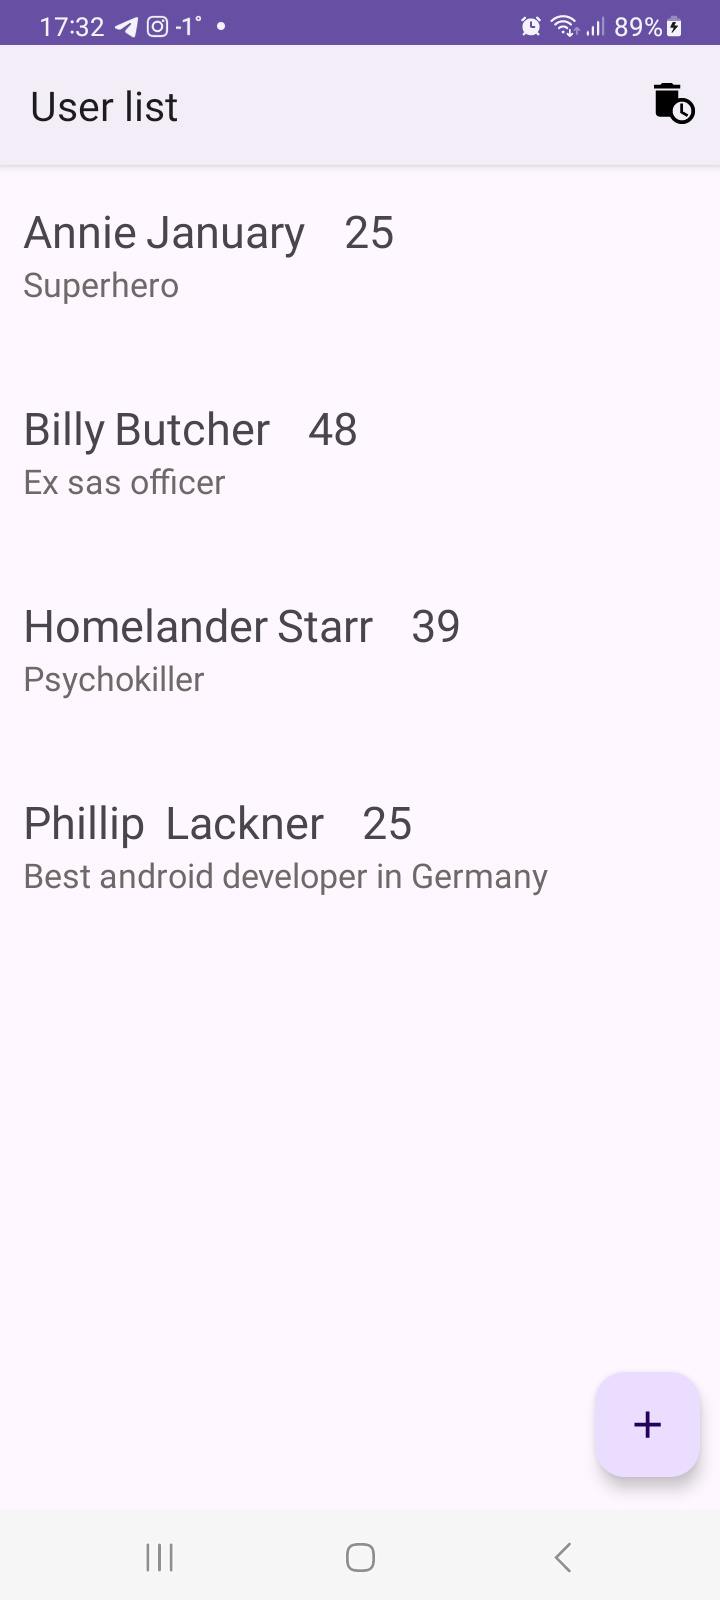 17:32 -1° 89%
User list
Annie January 25
Superhero
Billy Butcher 48
Ex sas officer
Homelander Starr 39
Psychokiller
Phillip Lackner 25
Best android developer in Germany
+